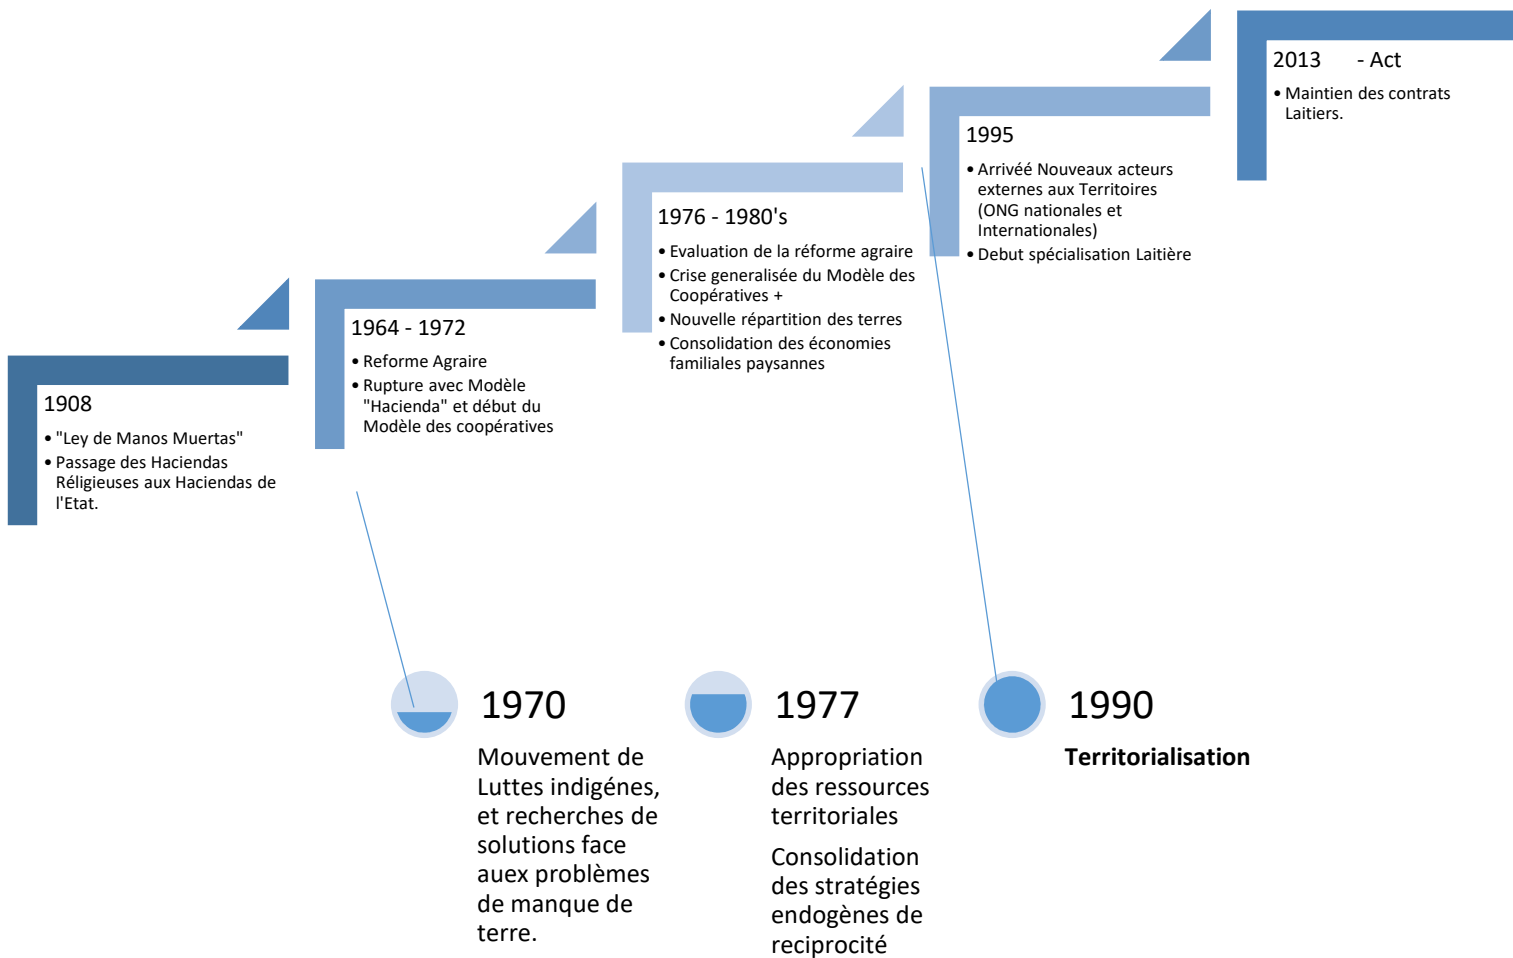 2013 - Act
• Maintien des contrats
Laitiers.
1995
• Arrivéé Nouveaux acteurs
externes aux Territoires
(ONG nationales et
Internationales)
• Debut spécialisation Laitière
1976 - 1980's
• Evaluation de la réforme agraire
• Crise generalisée du Modèle des
Coopératives +
• Nouvelle répartition des terres
• Consolidation des économies
familiales paysannes
1964 - 1972
• Reforme Agraire
• Rupture avec Modèle
"Hacienda" et début du
Modèle des coopératives
1908
• "Ley de Manos Muertas"
• Passage des Haciendas
Réligieuses aux Haciendas de
l'Etat.
1970
Mouvement de
Luttes indigénes,
et recherches de
solutions face
auex problèmes
de manque de
terre.
1977
Appropriation
des ressources
territoriales
Consolidation
des stratégies
endogènes de
reciprocité
1990
Territorialisation